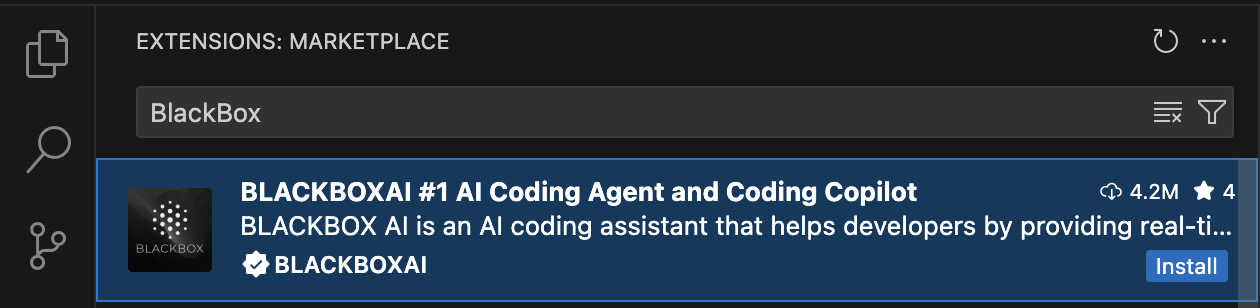 EXTENSIONS: MARKETPLACE
BlackBox
BLACKBOXAI #1 AI Coding Agent and Coding Copilot 4.2M 4
BLACKBOX AI is an AI coding assistant that helps developers by providing real-ti...
BLACKBOX
BLACKBOXAI
Install